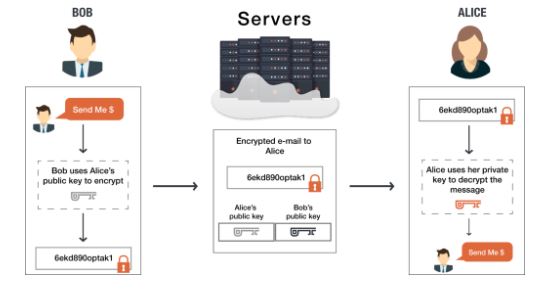 BOB
Servers
ALICE
Send Me $
Bob uses Alice's
public key to encrypt
6ekd890optak1
Encrypted e-mail to
Alice
6ekd890optak1
Alice's
public key
Bob's
public key
6ekd890optak1
Alice uses her private
key to decrypt the
message
Send Me $